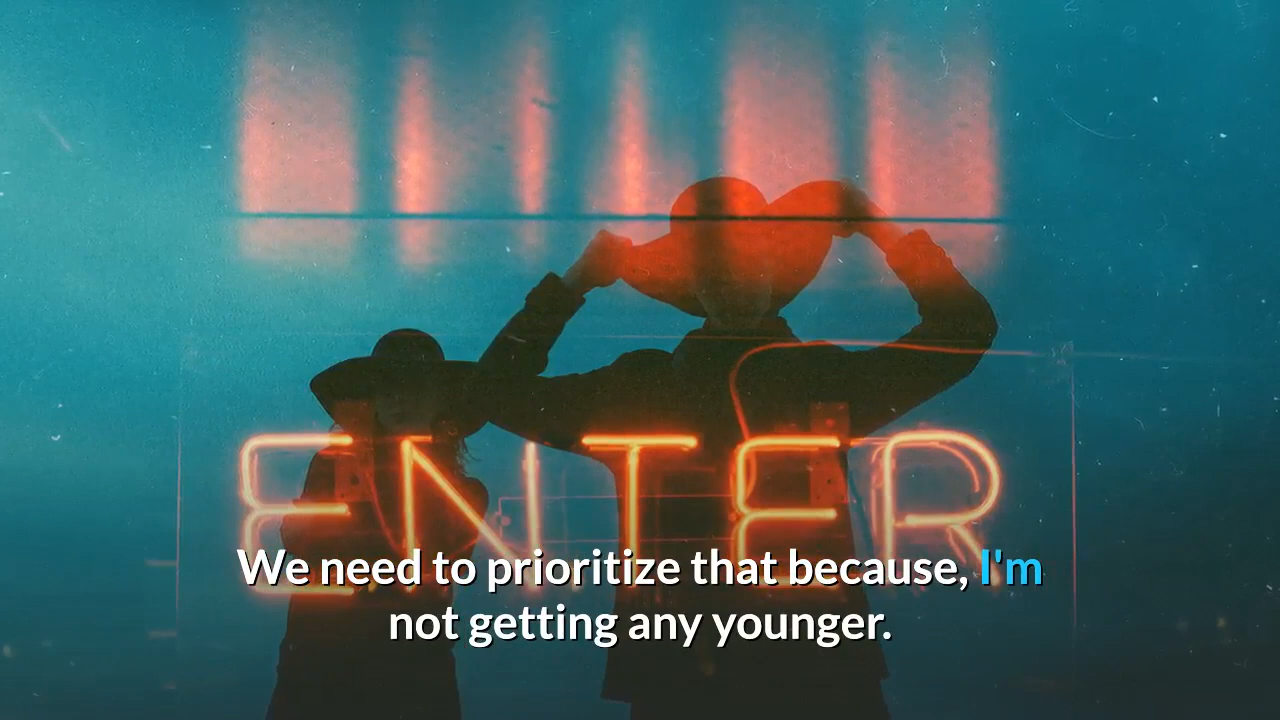 ENTER
We need to prioritize that because, I'm
not getting any younger.